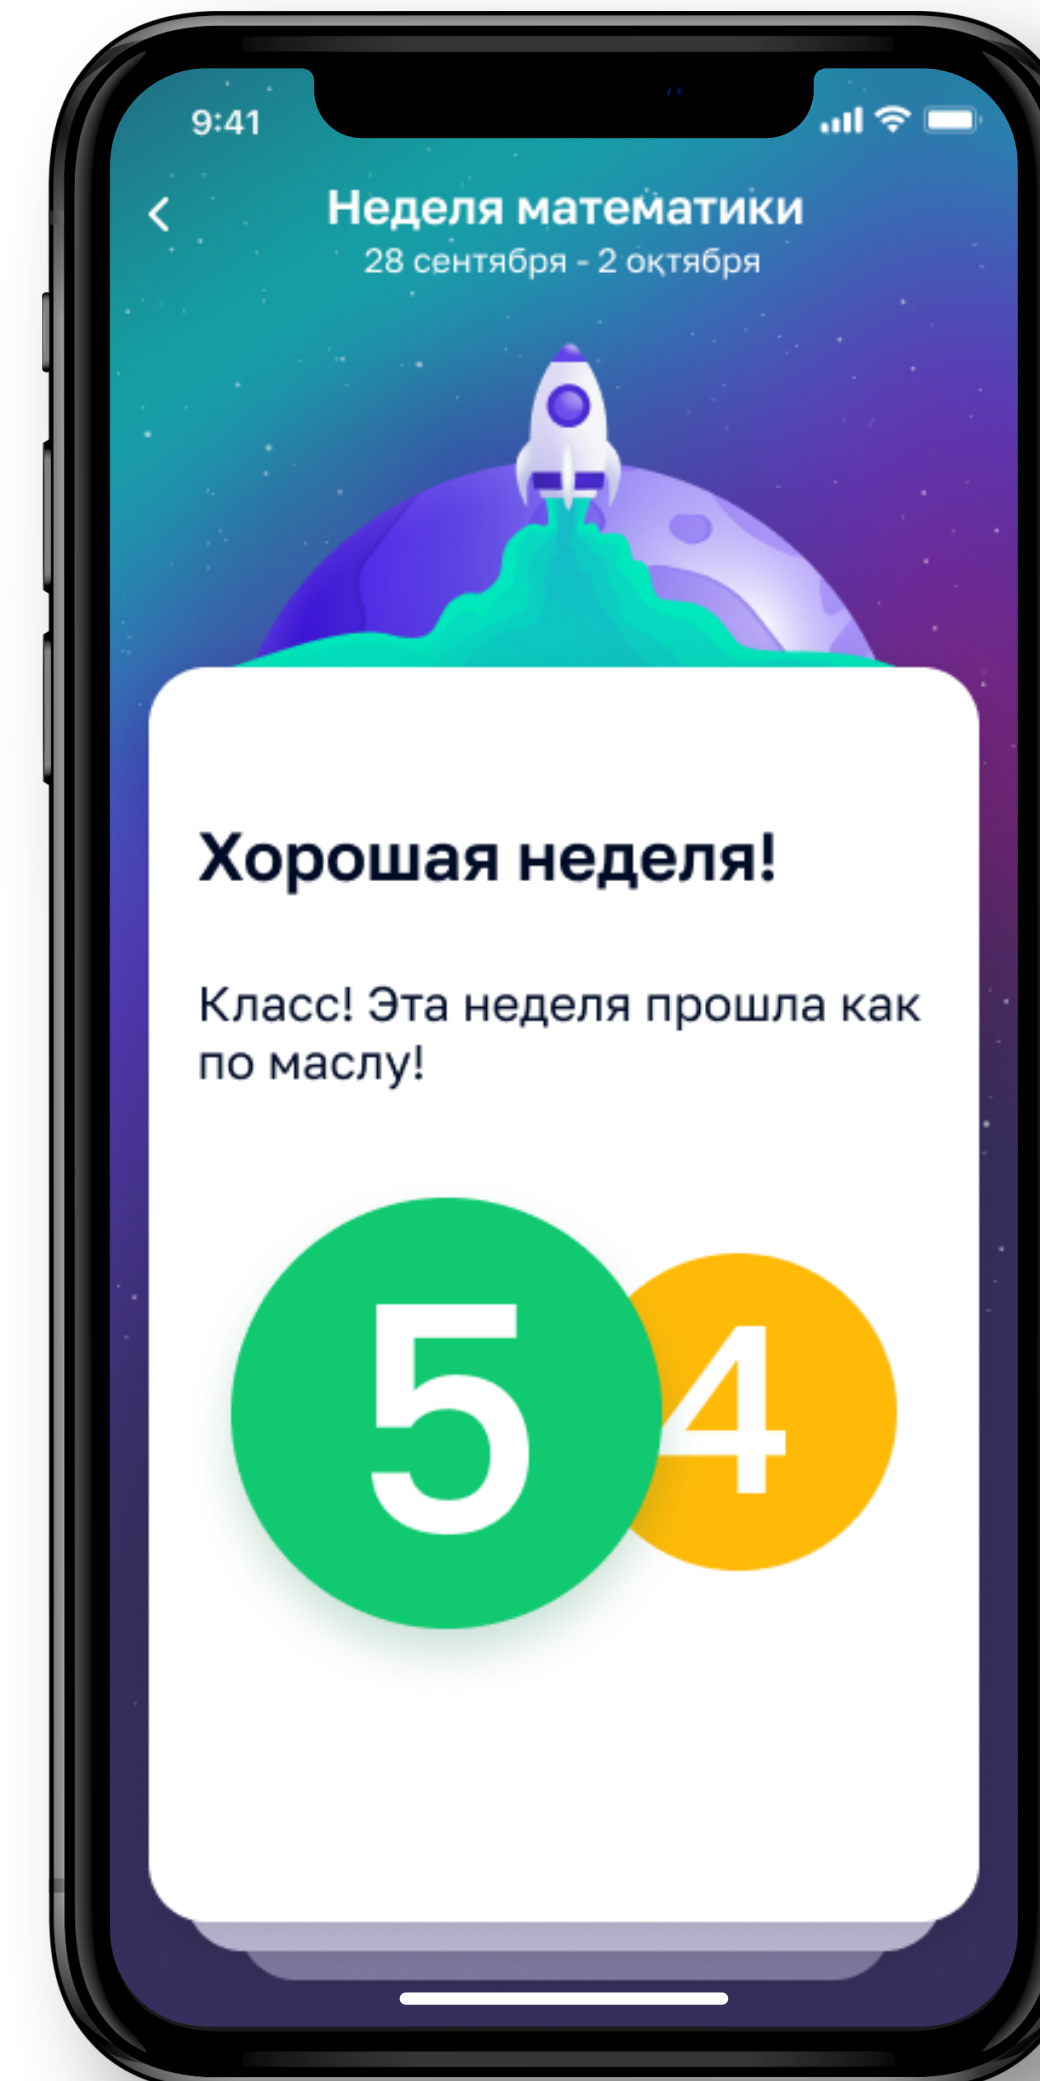 9:41
Неделя математики
28 сентября - 2 октября
Хорошая неделя!
Класс! Эта неделя прошла как
по маслу!
5 4